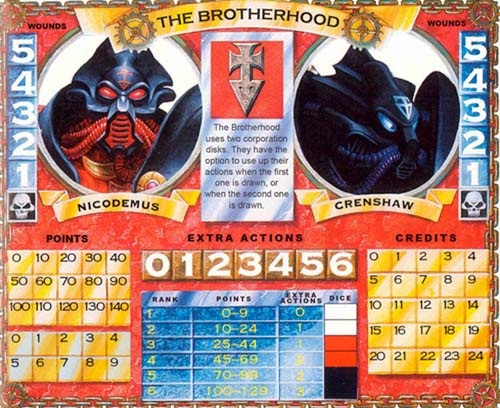 WOUNDS
THE BROTHERHOOD
WOUNDS
5
4
3
2
1
The Brotherhood
uses two corporation
disks. They have the
option to use up their
actions when the first
one is drawn, or
when the second one
is drawn.
5
4
3
2
1
NICODEMUS
CRENSHAW
POINTS
0 10 20 30 40
50 60 70 80 90
100 110 120 130 140
0 1 2 3 4
5 6 7 8 9
EXTRA ACTIONS
0 1 2 3 4 5 6
RANK POINTS EXTRA ACTIONS DICE
1 0-9 0
2 10-24 1
3 25-44 1
4 45-69 2
5 70-99 2
6 100-129 3
CREDITS
0 1 2 3 4
5 6 7 8 9
10 11 12 13 14
15 16 17 18 19
20 21 22 23 24